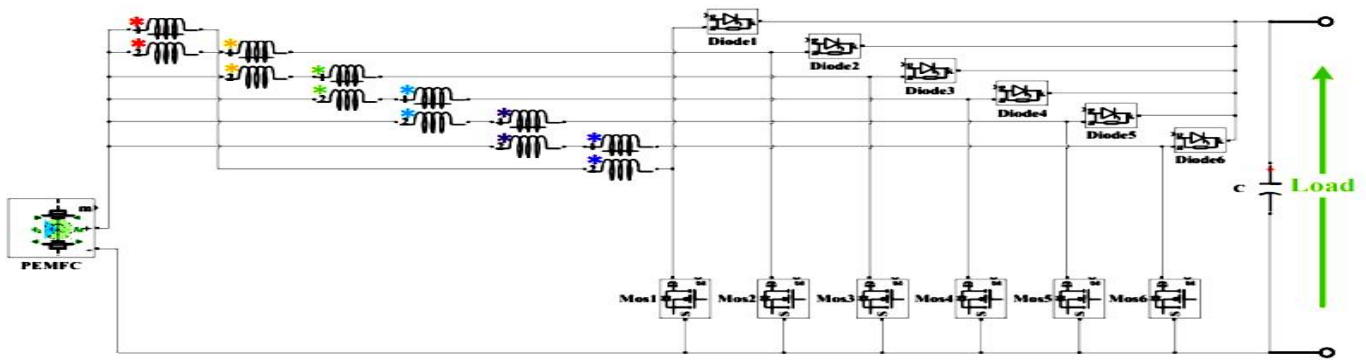 Diode1
Diode2
Diode3
Diode4
Diode5
Diode6
C
Load
m
PEMFC
Mos1
Mos2
Mos3
Mos4
Mos5
Mos6